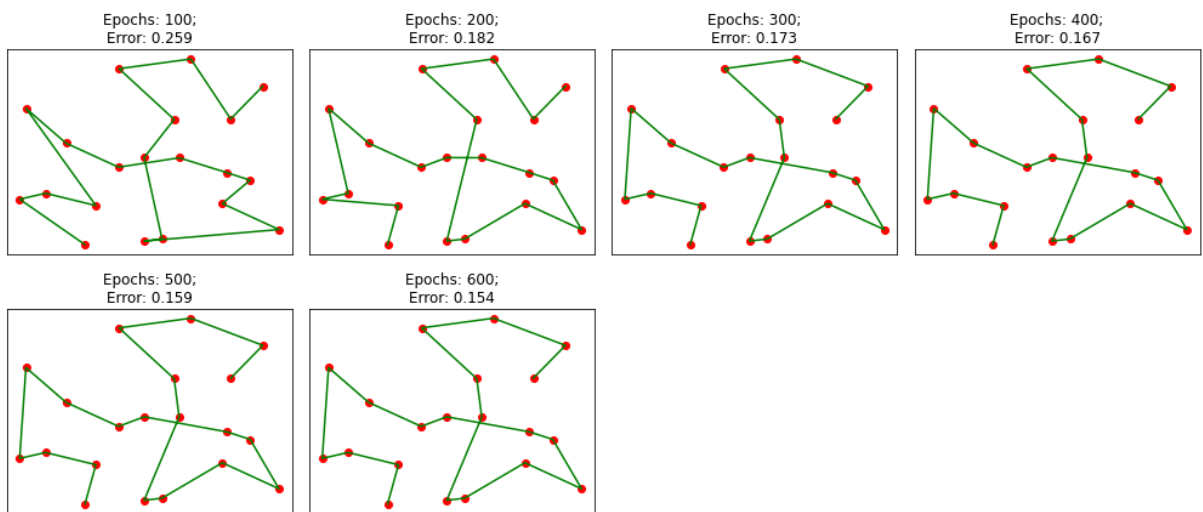 Epochs: 100;
Error: 0.259
Epochs: 200;
Error: 0.182
Epochs: 300;
Error: 0.173
Epochs: 400;
Error: 0.167
Epochs: 500;
Error: 0.159
Epochs: 600;
Error: 0.154